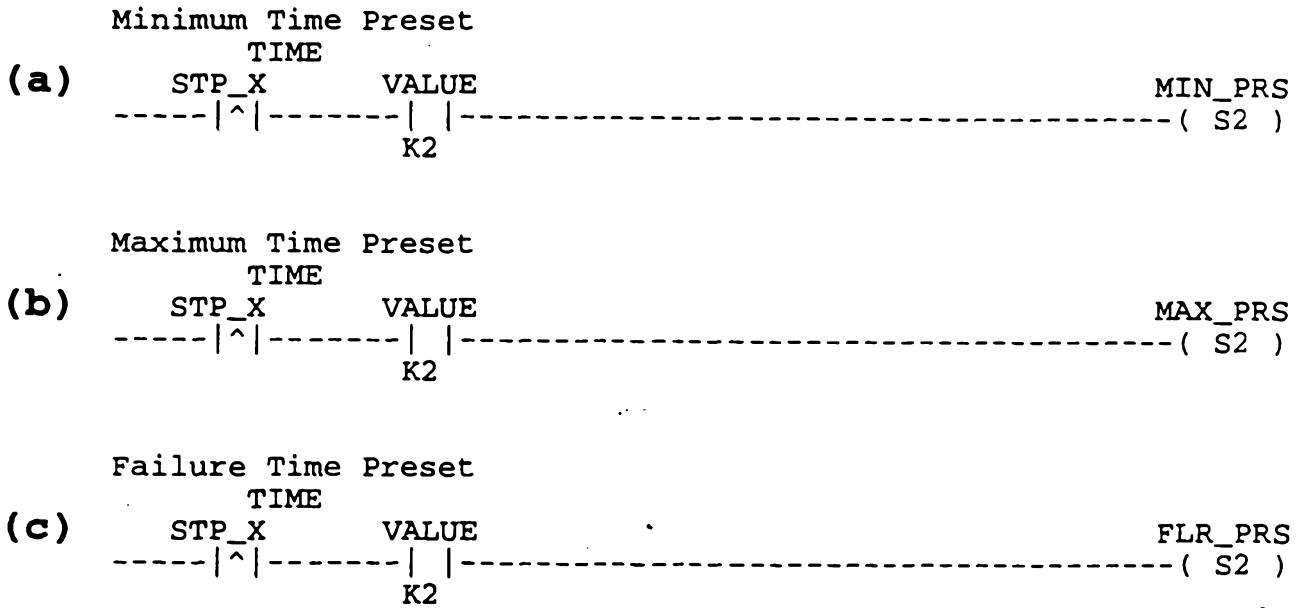 Minimum Time Preset
TIME
(a) STP_X VALUE MIN_PRS
-----|^|-------| |--------------------------------------( S2 )
K2
Maximum Time Preset
TIME
(b) STP_X VALUE MAX_PRS
-----|^|-------| |--------------------------------------( S2 )
K2
Failure Time Preset
TIME
(c) STP_X VALUE FLR_PRS
-----|^|-------| |--------------------------------------( S2 )
K2